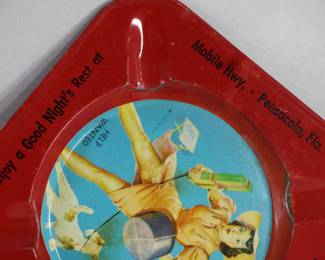 njoy a Good Night's Rest at
Mobile Hwy. - Pensacola, Fla.
HELP
WANTED